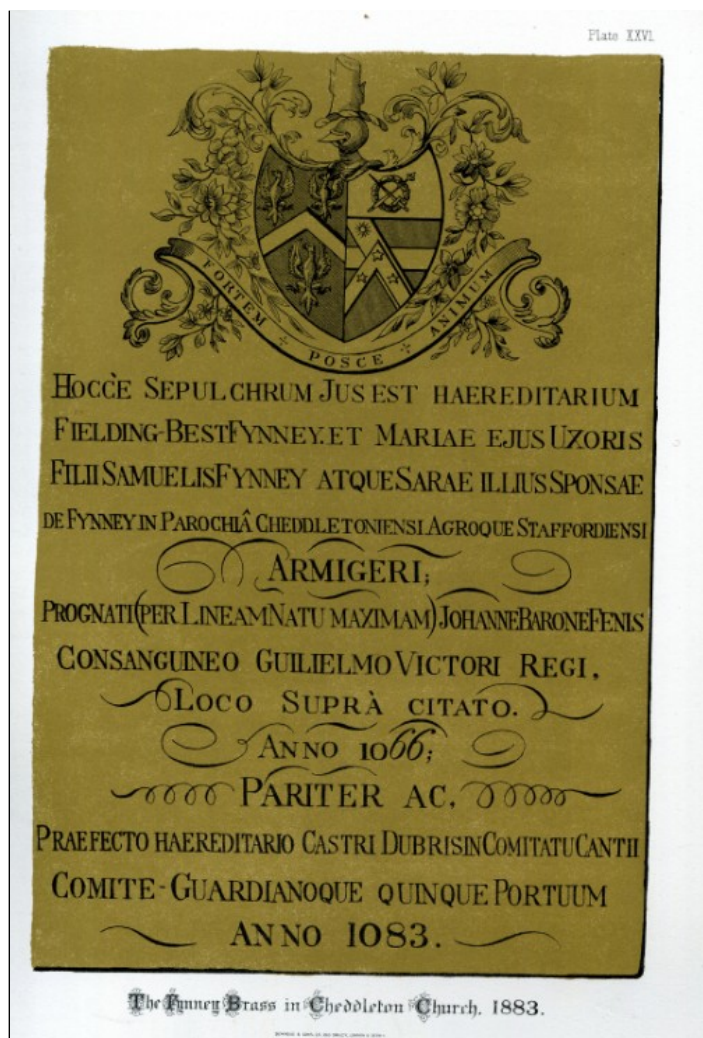 Plate XXVI.
FORTEM + POSCE + ANIMUM
HOCCÈ SEPULCHRUM JUS EST HAEREDITARIUM
FIELDING-BEST FYNNEY. ET MARIAE EJUS UXORIS
FILII SAMUELIS FYNNEY ATQUE SARAE ILLIUS SPONSAE
DE FYNNEY IN PAROCHIÂ CHEDDLETONIENSI AGROQUE STAFFORDIENSI
ARMIGERI;
PROGNATI (PER LINEAM NATU MAXIMAM) JOHANNE BARONE FENIS
CONSANGUINEO GUILIELMO VICTORI REGI,
LOCO SUPRÀ CITATO.
ANNO 1066;
PARITER AC,
PRAEFECTO HAEREDITARIO CASTRI DUBRIS IN COMITATU CANTII
COMITE-GUARDIANOQUE QUINQUE PORTUUM
ANNO 1083.
The Fynney Brass in Cheddleton Church. 1883.